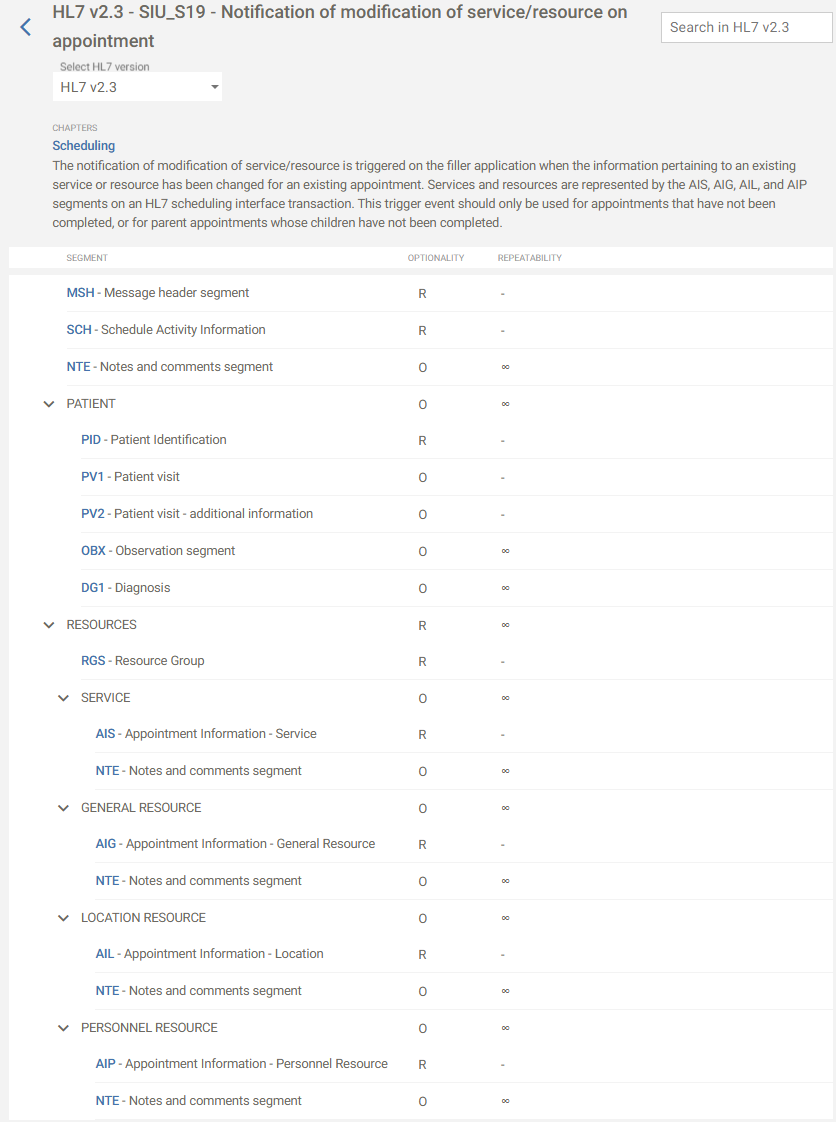 HL7 v2.3 - SIU_S19 - Notification of modification of service/resource on
appointment
Search in HL7 v2.3
Select HL7 version
HL7 v2.3
CHAPTERS
Scheduling
The notification of modification of service/resource is triggered on the filler application when the information pertaining to an existing
service or resource has been changed for an existing appointment. Services and resources are represented by the AIS, AIG, AIL, and AIP
segments on an HL7 scheduling interface transaction. This trigger event should only be used for appointments that have not been
completed, or for parent appointments whose children have not been completed.
SEGMENT OPTIONALITY REPEATABILITY
MSH - Message header segment R -
SCH - Schedule Activity Information R -
NTE - Notes and comments segment O ∞
PATIENT O ∞
PID - Patient Identification R -
PV1 - Patient visit O -
PV2 - Patient visit - additional information O -
OBX - Observation segment O ∞
DG1 - Diagnosis O ∞
RESOURCES R ∞
RGS - Resource Group R -
SERVICE O ∞
AIS - Appointment Information - Service R -
NTE - Notes and comments segment O ∞
GENERAL RESOURCE O ∞
AIG - Appointment Information - General Resource R -
NTE - Notes and comments segment O ∞
LOCATION RESOURCE O ∞
AIL - Appointment Information - Location R -
NTE - Notes and comments segment O ∞
PERSONNEL RESOURCE O ∞
AIP - Appointment Information - Personnel Resource R -
NTE - Notes and comments segment O ∞